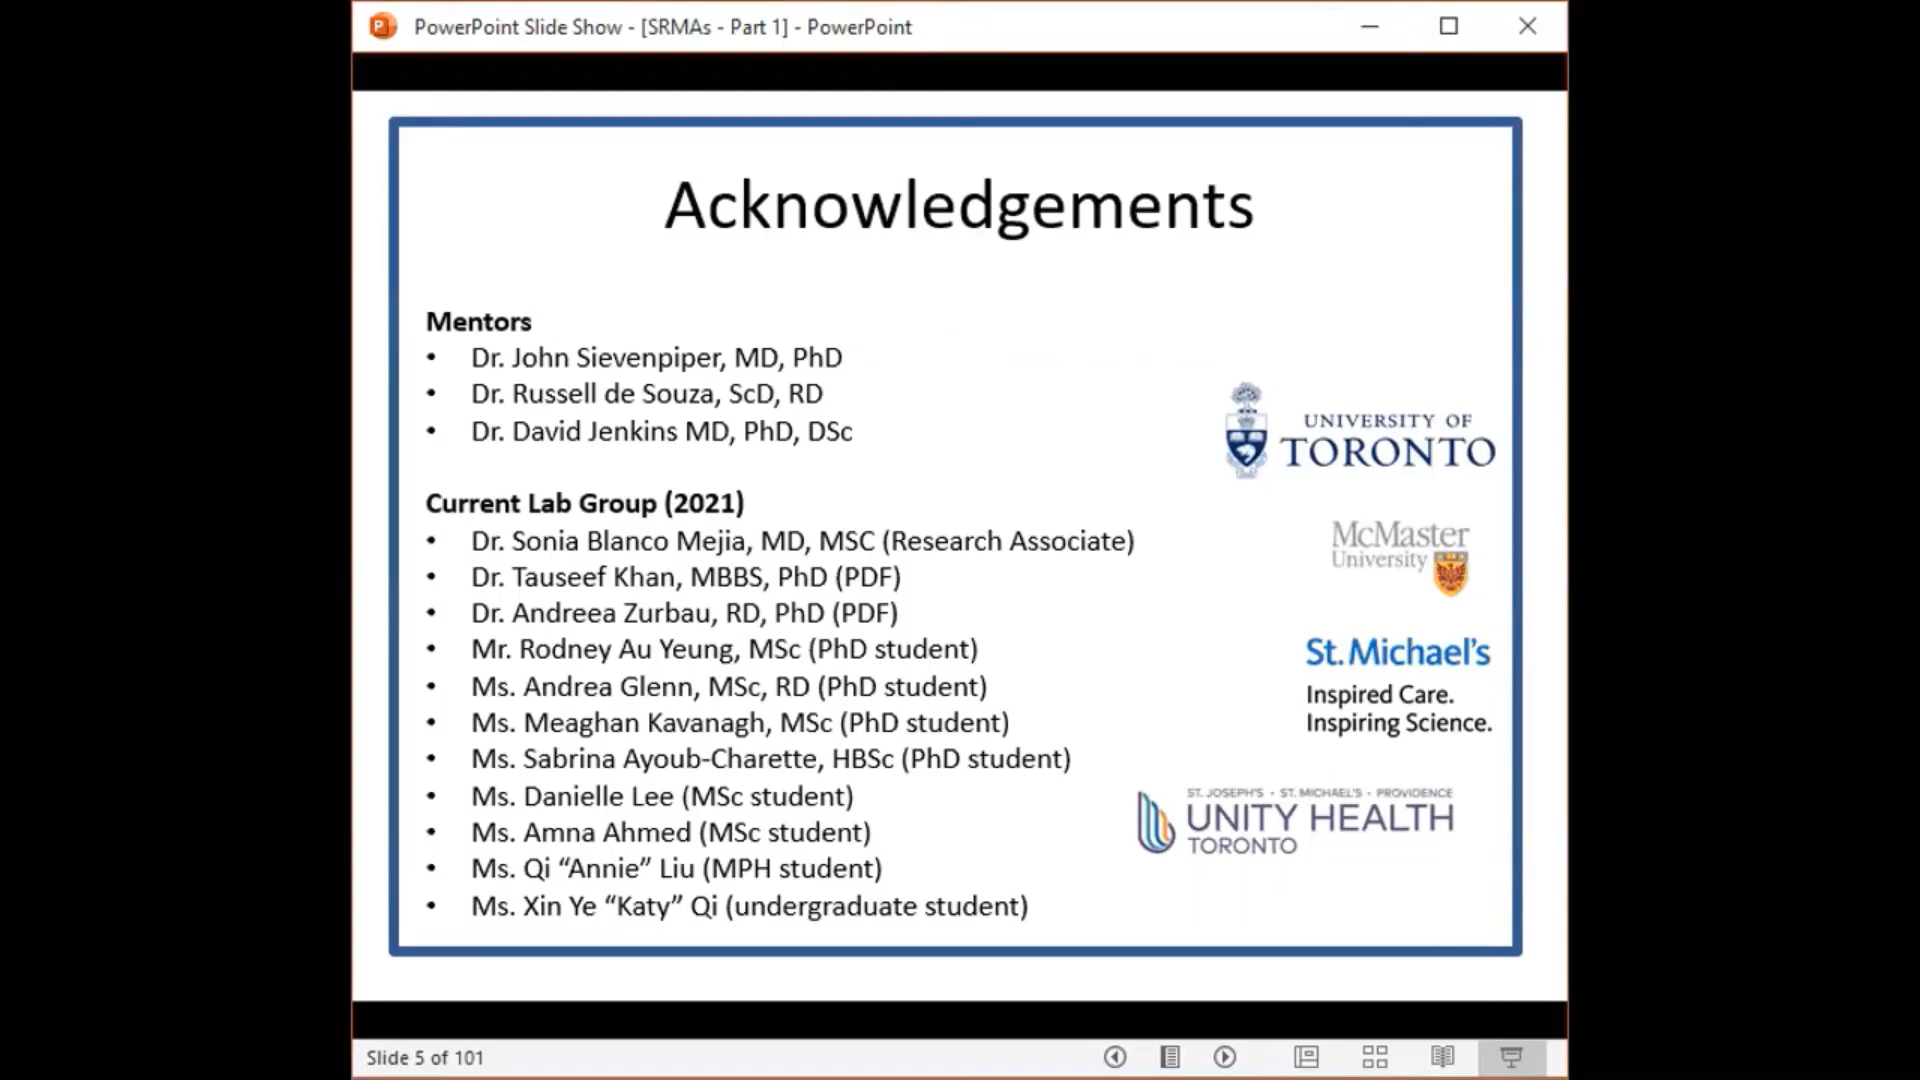 PowerPoint Slide Show - [SRMAs - Part 1] - PowerPoint
Acknowledgements
Mentors
• Dr. John Sievenpiper, MD, PhD
• Dr. Russell de Souza, ScD, RD
• Dr. David Jenkins MD, PhD, DSc
UNIVERSITY OF
TORONTO
Current Lab Group (2021)
• Dr. Sonia Blanco Mejia, MD, MSC (Research Associate)
• Dr. Tauseef Khan, MBBS, PhD (PDF)
• Dr. Andreea Zurbau, RD, PhD (PDF)
• Mr. Rodney Au Yeung, MSc (PhD student)
• Ms. Andrea Glenn, MSc, RD (PhD student)
• Ms. Meaghan Kavanagh, MSc (PhD student)
• Ms. Sabrina Ayoub-Charette, HBSc (PhD student)
• Ms. Danielle Lee (MSc student)
• Ms. Amna Ahmed (MSc student)
• Ms. Qi “Annie” Liu (MPH student)
• Ms. Xin Ye “Katy” Qi (undergraduate student)
McMaster
University
St. Michael's
Inspired Care.
Inspiring Science.
ST. JOSEPH'S • ST. MICHAEL'S • PROVIDENCE
UNITY HEALTH
TORONTO
Slide 5 of 101